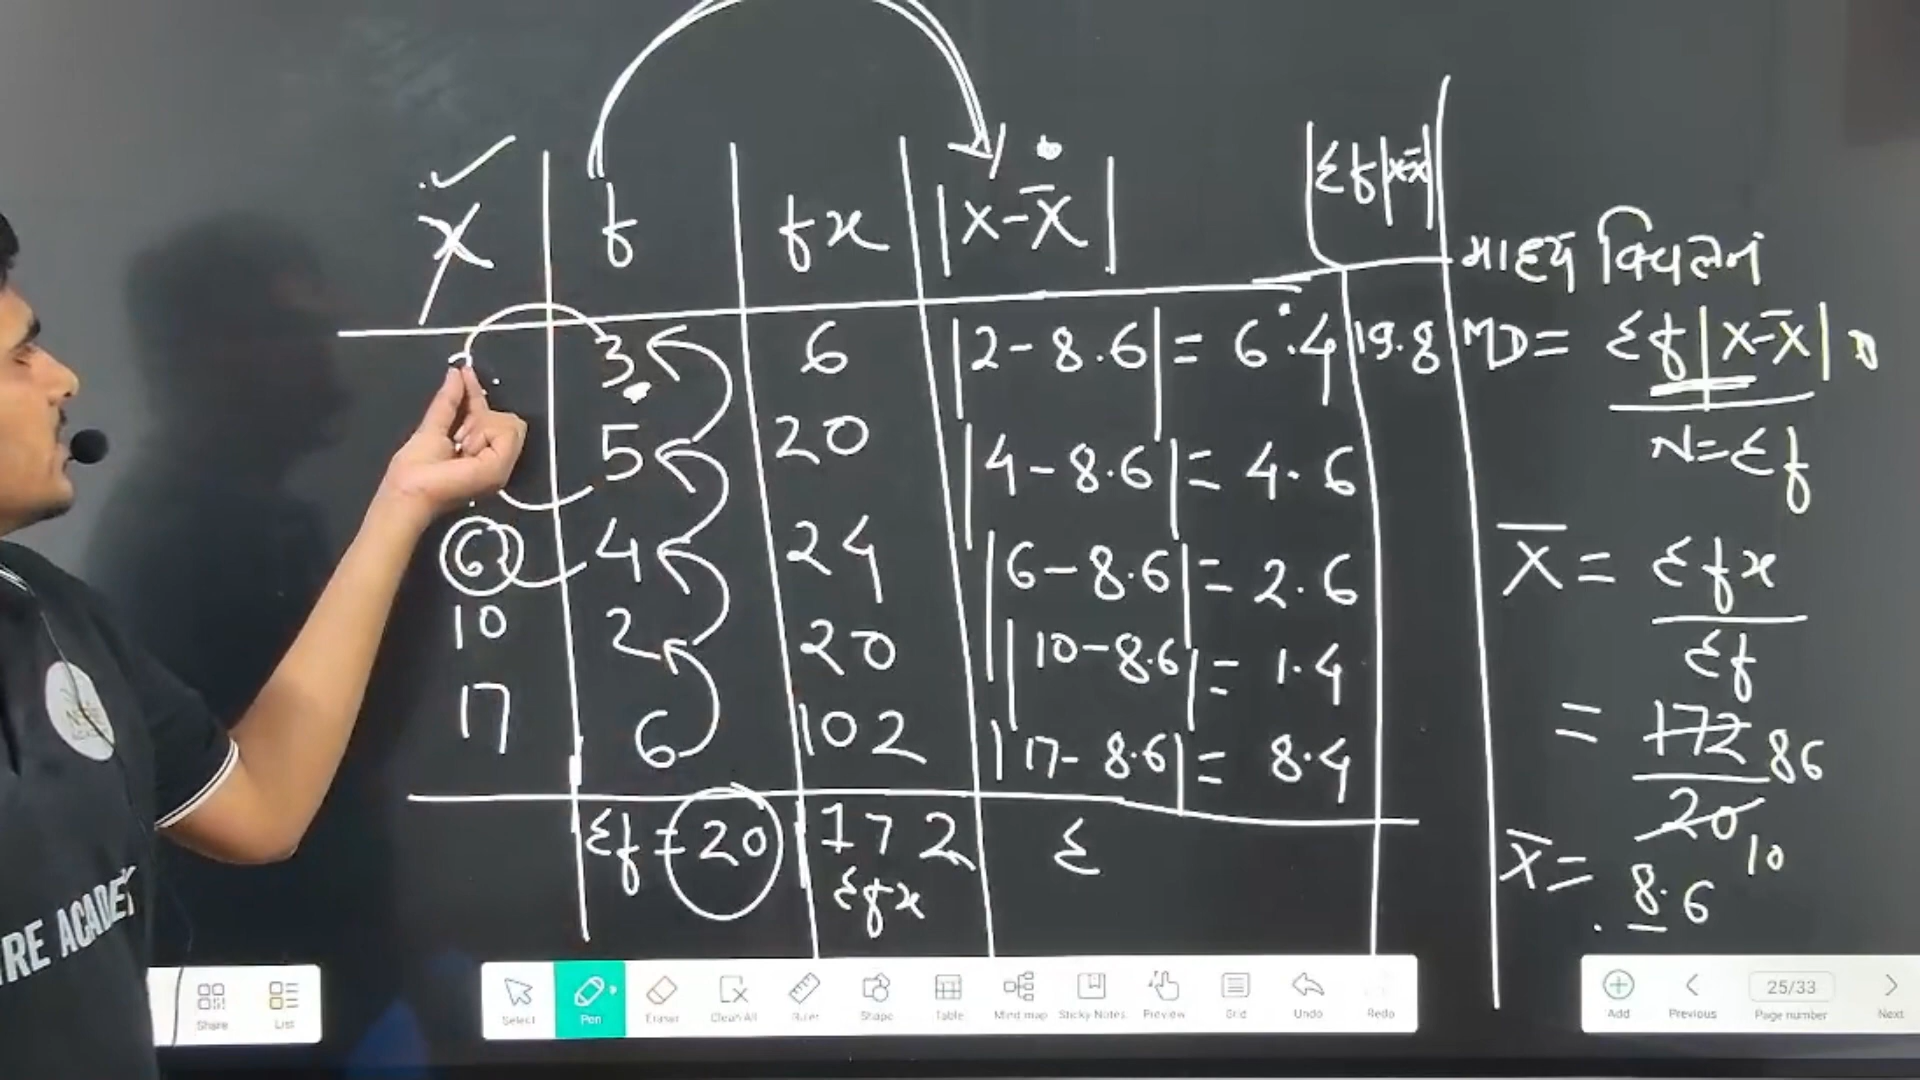 x f fx |x-x̄| Σf|x-x̄|
3 6 |2-8.6| = 6.4 19.8
5 20 |4-8.6| = 4.6
6 4 24 |6-8.6| = 2.6
10 2 20 |10-8.6| = 1.4
17 6 102 |17-8.6| = 8.4
Σf = 20 172 Σ
Σfx
माध्य विचलन
MD = Σf|x-x̄|
N=Σf
x̄ = Σfx
Σf
= 172 86
20 10
x̄ = 8.6
RE ACADEMY
Share
List
Select
Pen
Eraser
Clean All
Ruler
Shape
Table
Mind map
Sticky Notes
Preview
Grid
Undo
Redo
Add
Previous
25/33
Page number
Next